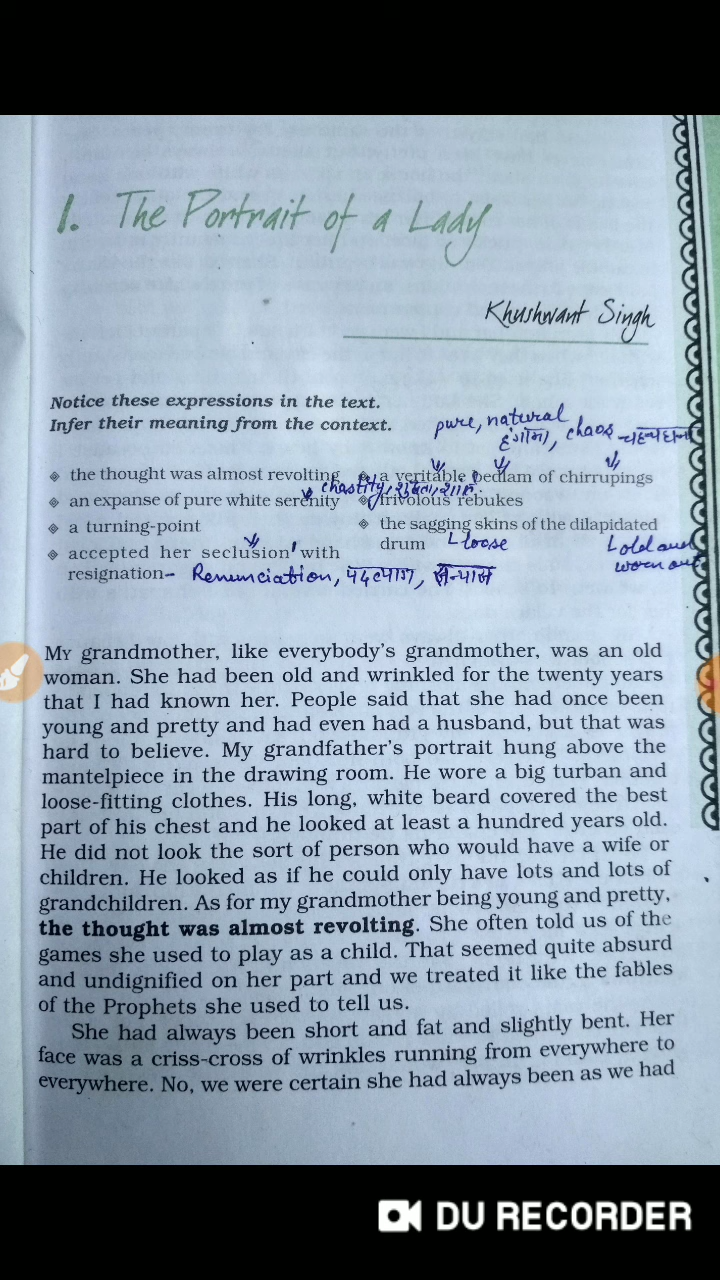 1. The Portrait of a Lady
Khushwant Singh
Notice these expressions in the text.
Infer their meaning from the context.
pure, natural
हंगामा, chaos चहचहाना
the thought was almost revolting
a veritable bedlam of chirrupings
chastity, शुद्धता,
an expanse of pure white serenity
frivolous rebukes
a turning-point
the sagging skins of the dilapidated
drum
loose
old and
worn out
accepted her seclusion with
resignation
Renunciation, पदत्याग,
My grandmother, like everybody's grandmother, was an old
woman. She had been old and wrinkled for the twenty years
that I had known her. People said that she had once been
young and pretty and had even had a husband, but that was
hard to believe. My grandfather's portrait hung above the
mantelpiece in the drawing room. He wore a big turban and
loose-fitting clothes. His long, white beard covered the best
part of his chest and he looked at least a hundred years old.
He did not look the sort of person who would have a wife or
children. He looked as if he could only have lots and lots of
grandchildren. As for my grandmother being young and pretty,
the thought was almost revolting. She often told us of the
games she used to play as a child. That seemed quite absurd
and undignified on her part and we treated it like the fables
of the Prophets she used to tell us.
She had always been short and fat and slightly bent. Her
face was a criss-cross of wrinkles running from everywhere to
everywhere. No, we were certain she had always been as we had
DU RECORDER